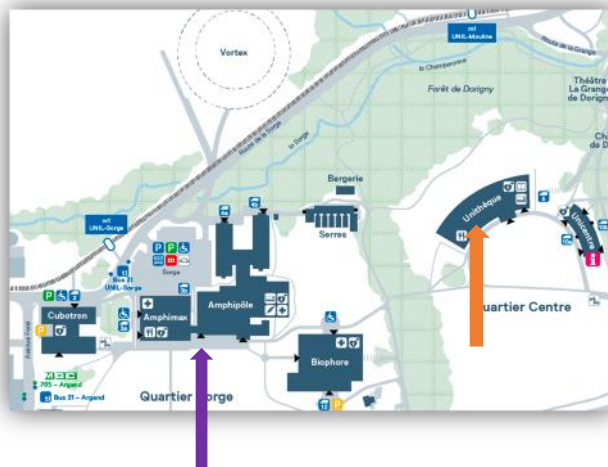 m1
UNIL-Mouline
Route de la Grange
Vortex
la Chamberonne
Forêt de Dorigny
Théâtre
La Grange
de Dorigny
Route de la Sorge
la Sorge
Bergerie
Unithèque
Unicentre
Serres
m1
UNIL-Sorge
Bus 31
UNIL-Sorge
Sorge
Cubotron
Amphimax
Amphipôle
Biophore
Quartier Centre
Avenue Forel
705 – Argand
Bus 31 – Argand
Quartier Sorge